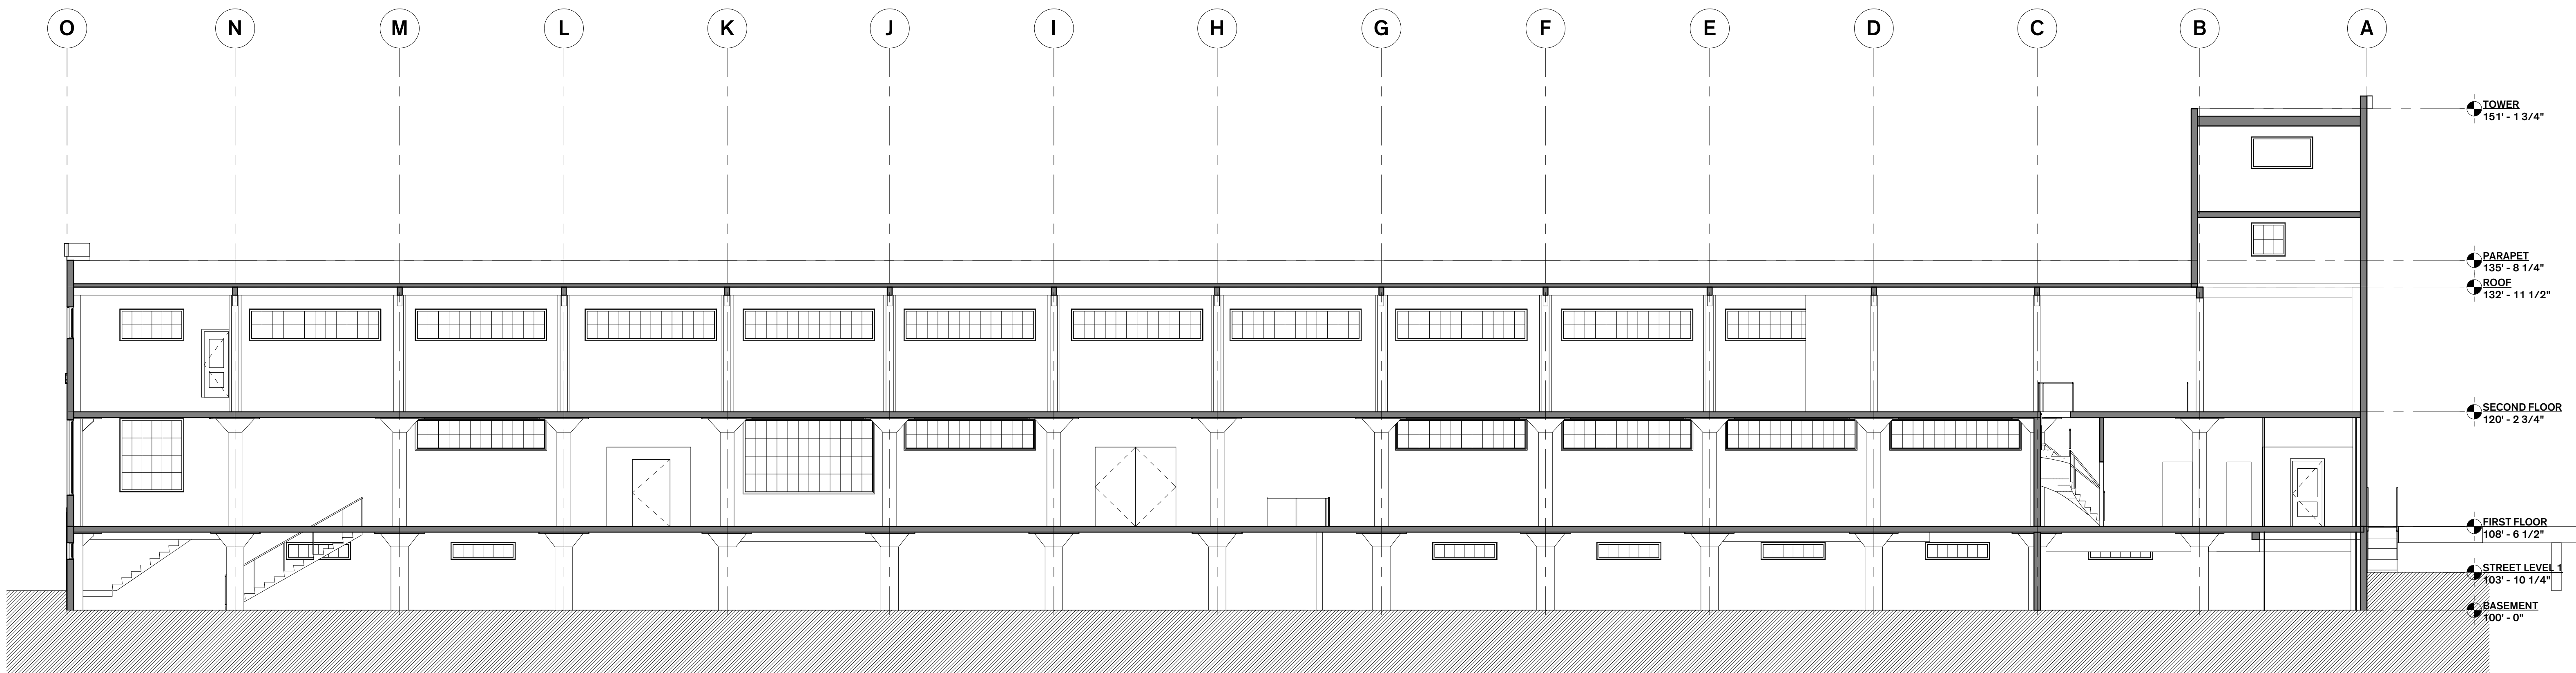 O N M L K J I H G F E D C B A
TOWER
151' - 1 3/4"
PARAPET
135' - 8 1/4"
ROOF
132' - 11 1/2"
SECOND FLOOR
120' - 2 3/4"
FIRST FLOOR
108' - 6 1/2"
STREET LEVEL 1
103' - 10 1/4"
BASEMENT
100' - 0"